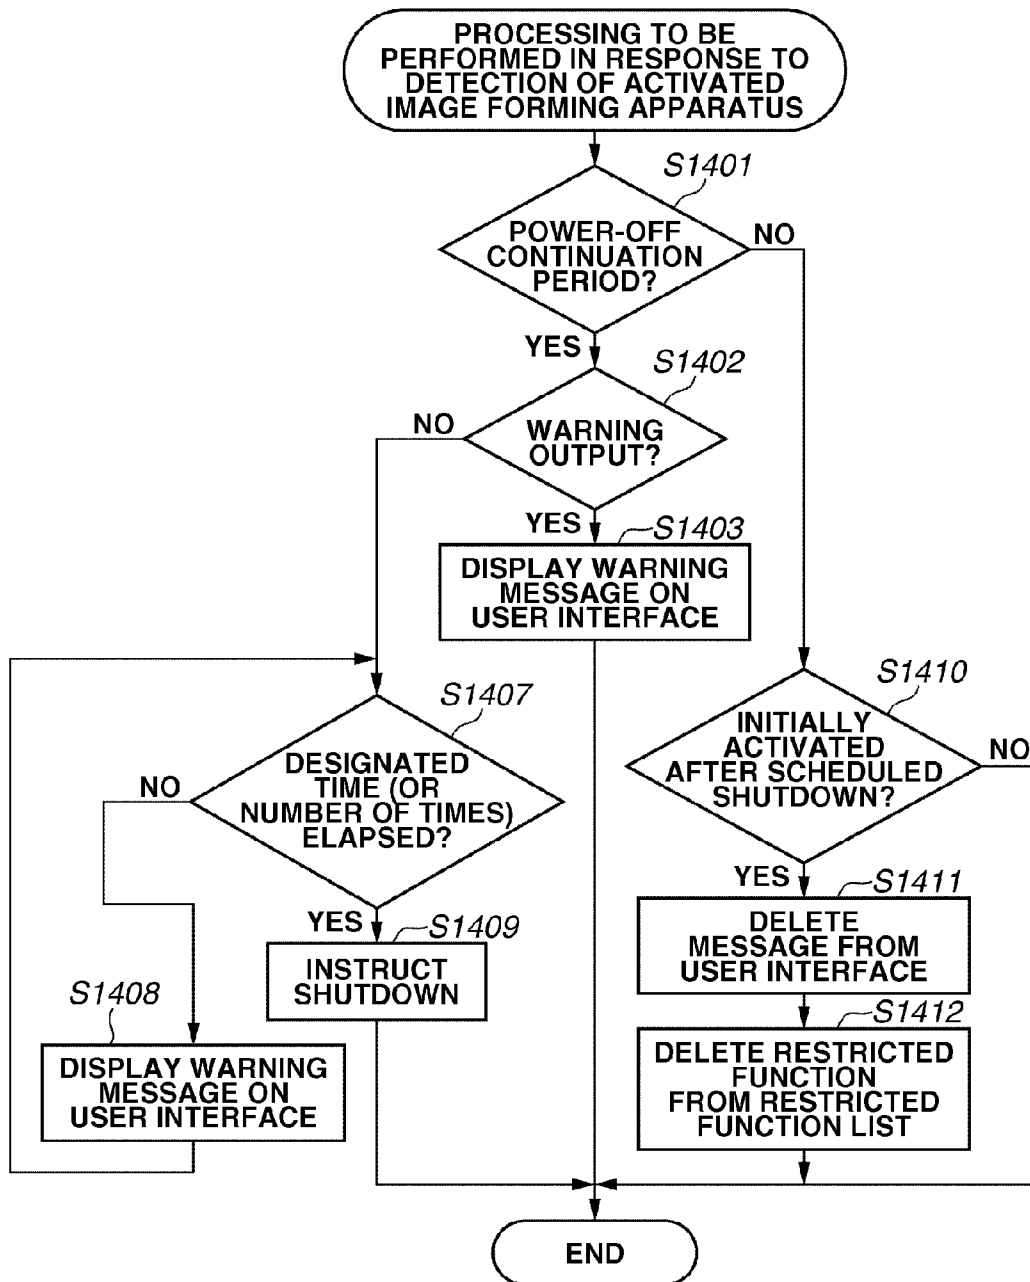 PROCESSING TO BE
PERFORMED IN RESPONSE TO
DETECTION OF ACTIVATED
IMAGE FORMING APPARATUS
S1401
POWER-OFF
CONTINUATION
PERIOD?
NO
YES
S1402
NO
WARNING
OUTPUT?
YES
S1403
DISPLAY WARNING
MESSAGE ON
USER INTERFACE
S1407
DESIGNATED
TIME (OR
NUMBER OF TIMES)
ELAPSED?
NO
YES
S1410
INITIALLY
ACTIVATED
AFTER SCHEDULED
SHUTDOWN?
NO
YES
S1409
INSTRUCT
SHUTDOWN
S1411
DELETE
MESSAGE FROM
USER INTERFACE
S1408
DISPLAY WARNING
MESSAGE ON
USER INTERFACE
S1412
DELETE RESTRICTED
FUNCTION
FROM RESTRICTED
FUNCTION LIST
END